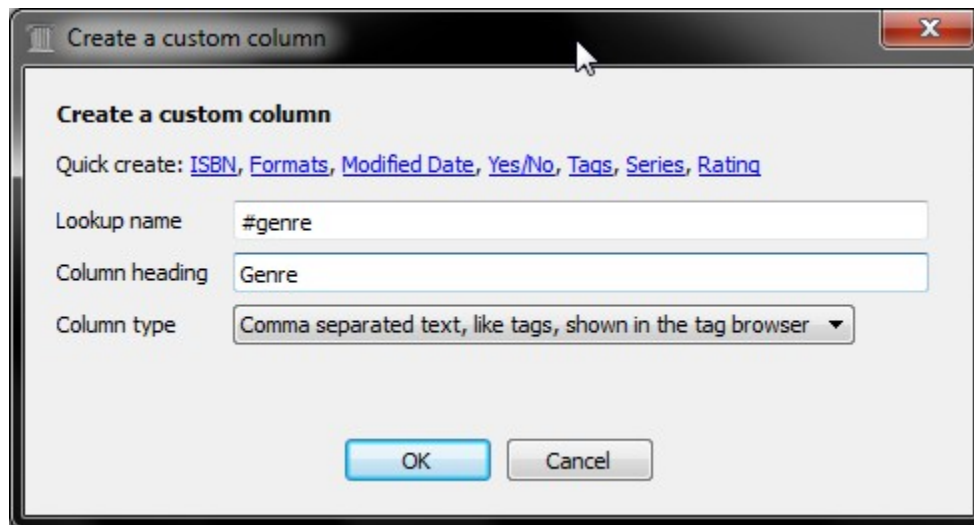 Create a custom column
Create a custom column
Quick create: ISBN, Formats, Modified Date, Yes/No, Tags, Series, Rating
Lookup name #genre
Column heading Genre
Column type Comma separated text, like tags, shown in the tag browser
OK Cancel